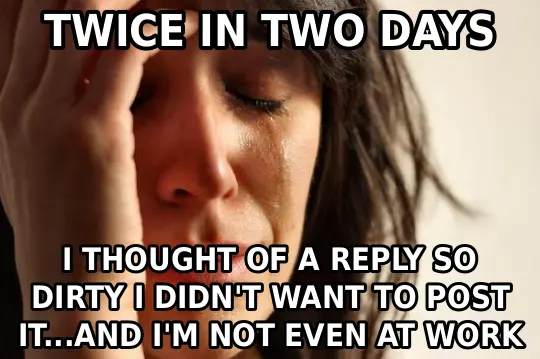 TWICE IN TWO DAYS
I THOUGHT OF A REPLY SO
DIRTY I DIDN'T WANT TO POST
IT...AND I'M NOT EVEN AT WORK